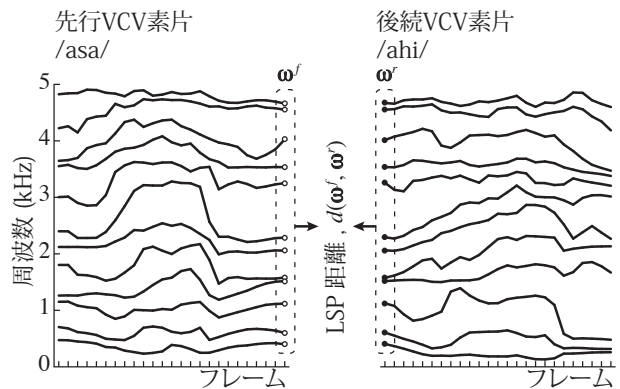 先行VCV素片
/asa/
後続VCV素片
/ahi/
ω^f
ω^r
5
4
3
2
1
0
周波数 (kHz)
LSP 距離 , d(ω^f, ω^r)
フレーム
フレーム